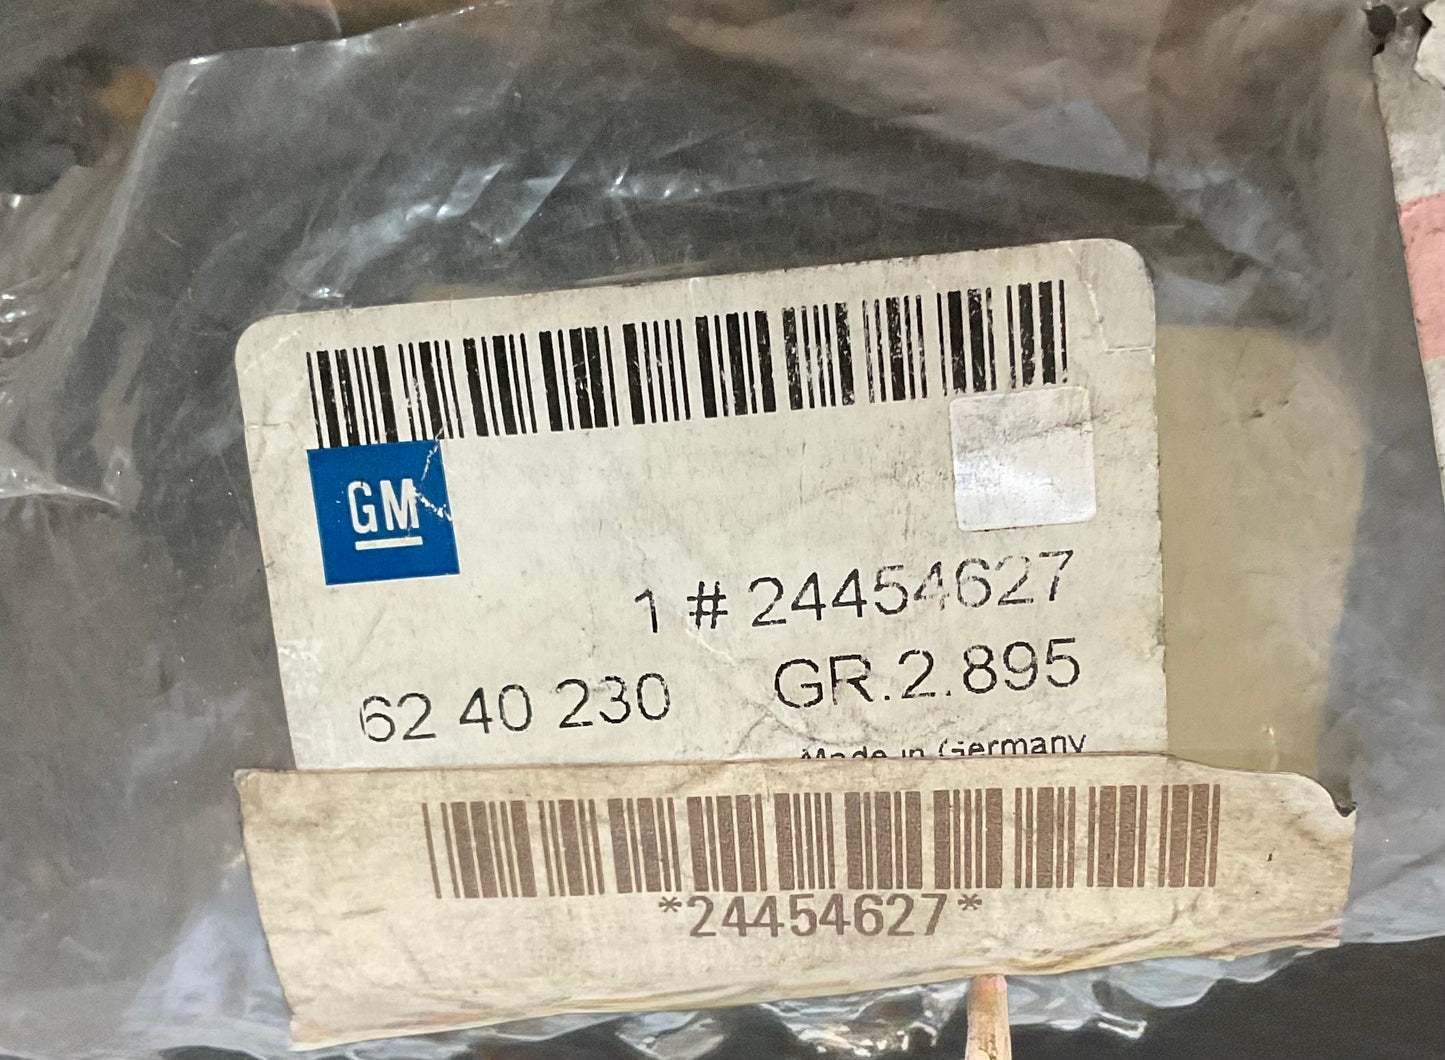 GM
1 # 24454627
62 40 230 GR.2.895
Made in Germany
*24454627*